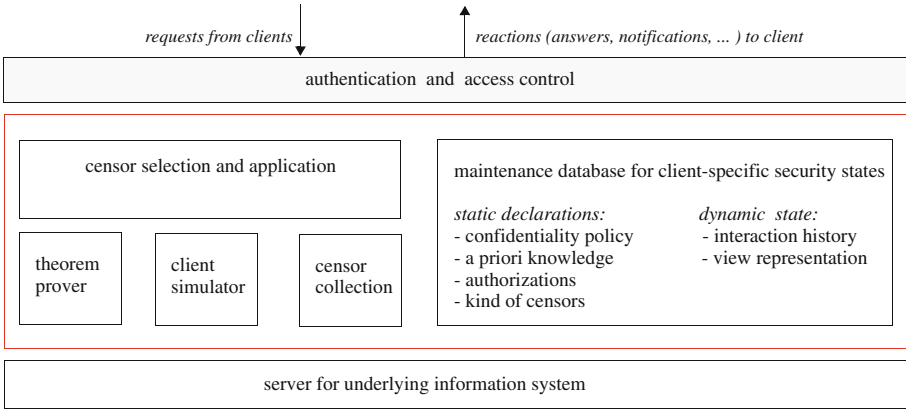 requests from clients
reactions (answers, notifications, ... ) to client
authentication and access control
censor selection and application
theorem
prover
client
simulator
censor
collection
maintenance database for client-specific security states
static declarations:
- confidentiality policy
- a priori knowledge
- authorizations
- kind of censors
dynamic state:
- interaction history
- view representation
server for underlying information system